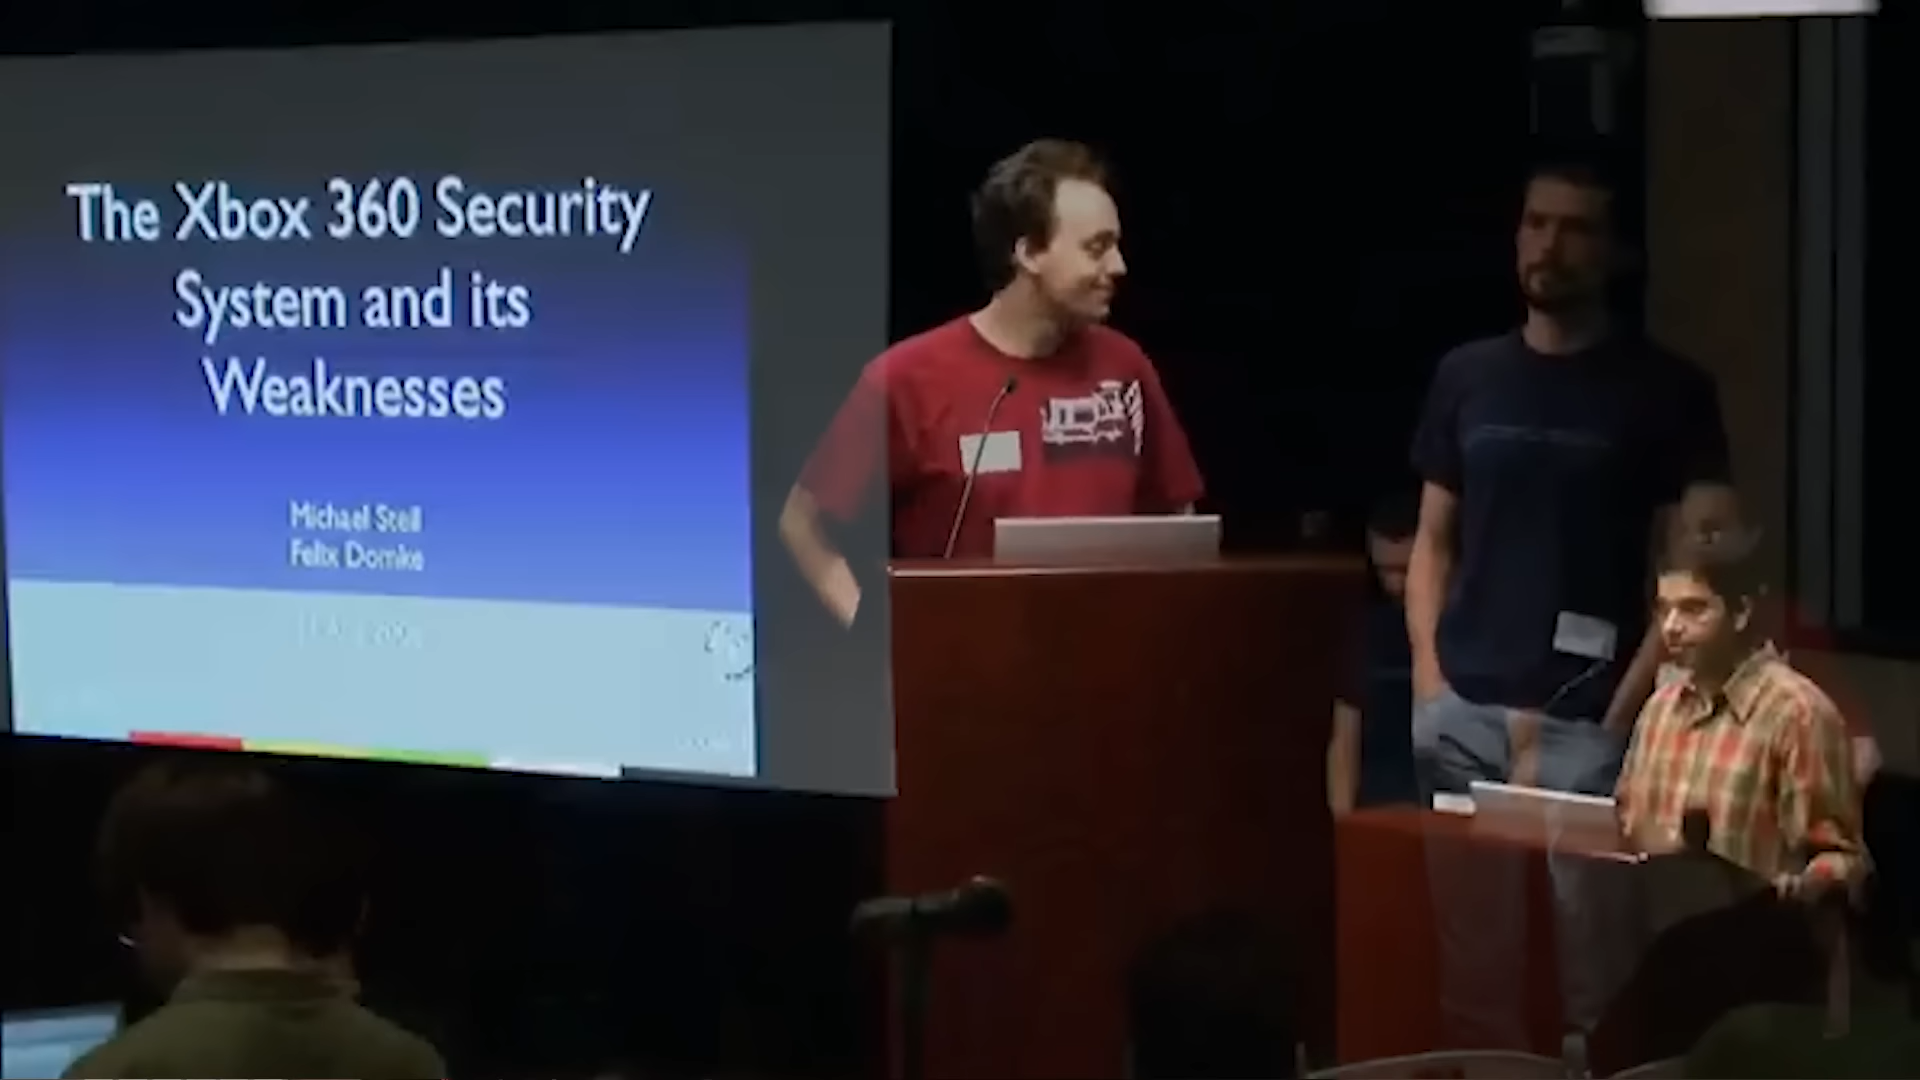 The Xbox 360 Security
System and its
Weaknesses
Michael Steil
Felix Domke